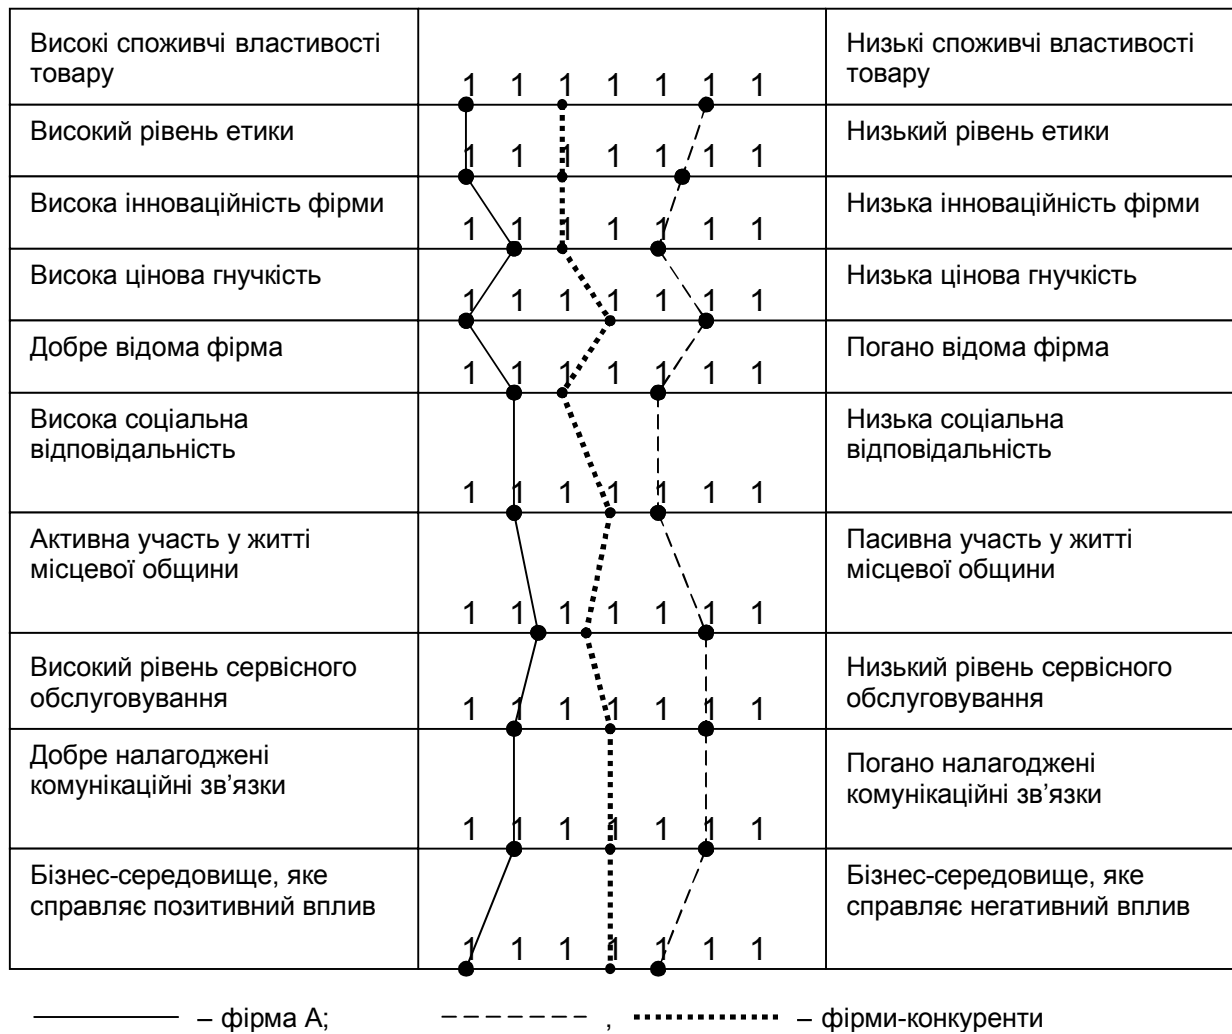 Високі споживчі властивості
товару
1 1 1 1 1 1 1
Низькі споживчі властивості
товару
Високий рівень етики
1 1 1 1 1 1 1
Низький рівень етики
Висока інноваційність фірми
1 1 1 1 1 1 1
Низька інноваційність фірми
Висока цінова гнучкість
1 1 1 1 1 1 1
Низька цінова гнучкість
Добре відома фірма
1 1 1 1 1 1 1
Погано відома фірма
Висока соціальна
відповідальність
1 1 1 1 1 1 1
Низька соціальна
відповідальність
Активна участь у житті
місцевої общини
1 1 1 1 1 1 1
Пасивна участь у житті
місцевої общини
Високий рівень сервісного
обслуговування
1 1 1 1 1 1 1
Низький рівень сервісного
обслуговування
Добре налагоджені
комунікаційні зв’язки
1 1 1 1 1 1 1
Погано налагоджені
комунікаційні зв’язки
Бізнес-середовище, яке
справляє позитивний вплив
1 1 1 1 1 1 1
Бізнес-середовище, яке
справляє негативний вплив
– фірма А; , – фірми-конкуренти